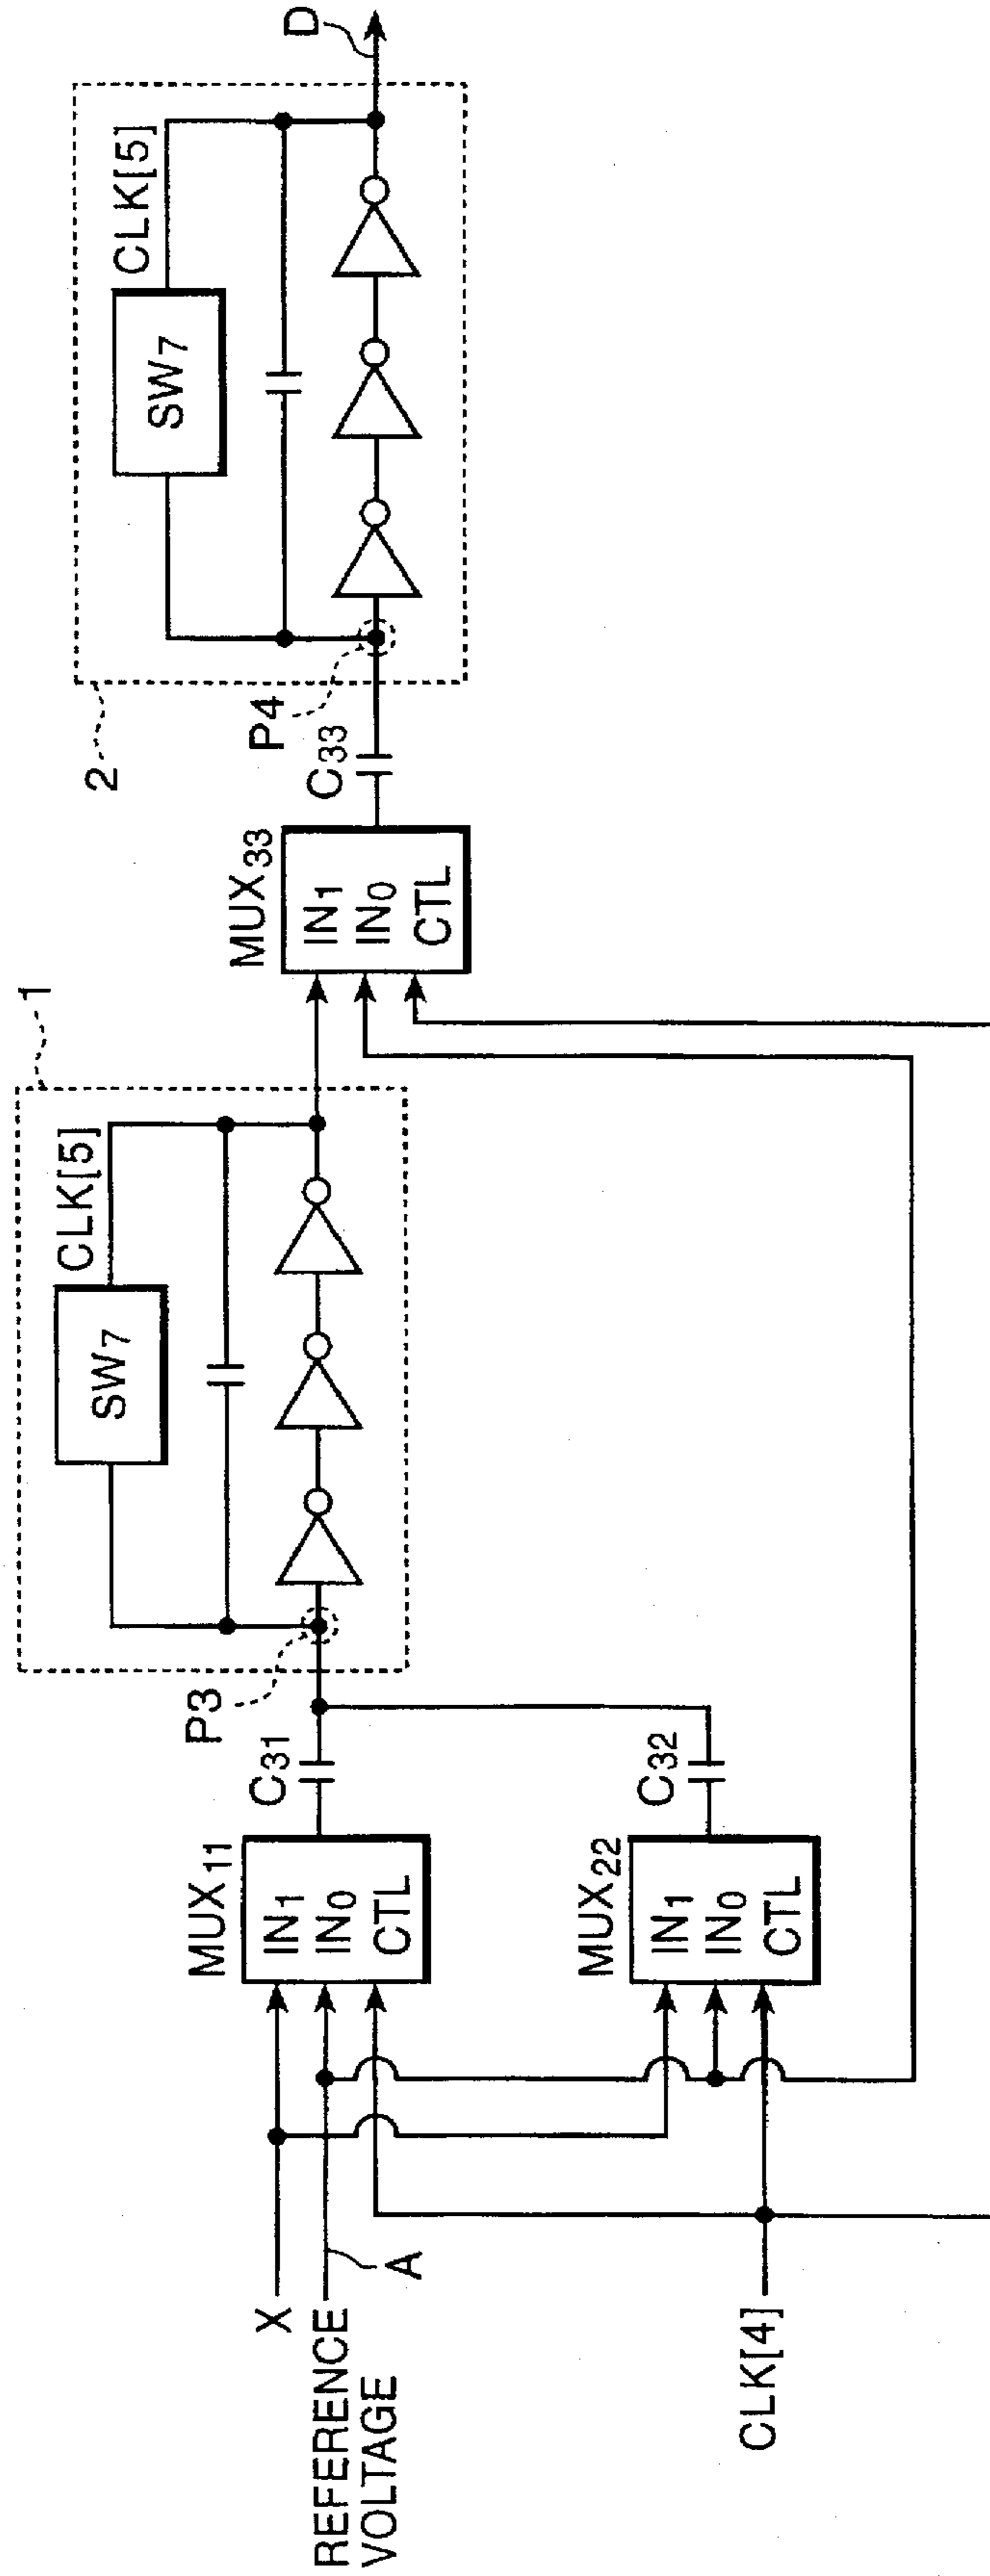 X
REFERENCE
VOLTAGE
A
CLK[4]
MUX11
IN1
IN0
CTL
C31
MUX22
IN1
IN0
CTL
C32
P3
1
SW7
CLK[5]
MUX33
IN1
IN0
CTL
C33
P4
2
SW7
CLK[5]
D